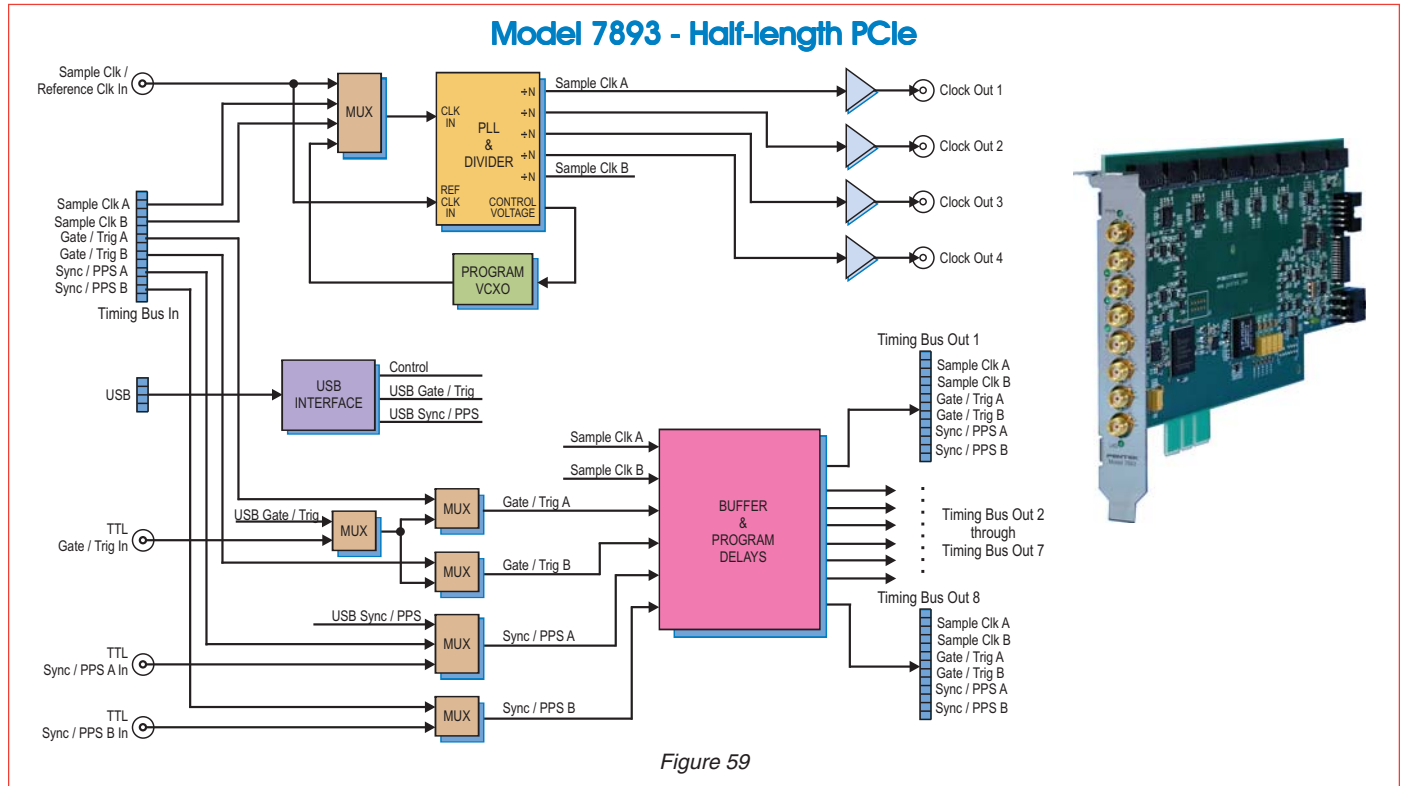 Model 7893 - Half-length PCIe
Sample Clk /
Reference Clk In
MUX
CLK
IN
PLL
&
DIVIDER
REF
CLK
IN
CONTROL
VOLTAGE
÷N
÷N
÷N
÷N
÷N
Sample Clk A
Sample Clk B
Clock Out 1
Clock Out 2
Clock Out 3
Clock Out 4
PROGRAM
VCXO
Sample Clk A
Sample Clk B
Gate / Trig A
Gate / Trig B
Sync / PPS A
Sync / PPS B
Timing Bus In
USB
USB
INTERFACE
Control
USB Gate / Trig
USB Sync / PPS
TTL
Gate / Trig In
USB Gate / Trig
MUX
MUX
MUX
Gate / Trig A
Gate / Trig B
USB Sync / PPS
TTL
Sync / PPS A In
MUX
Sync / PPS A
TTL
Sync / PPS B In
MUX
Sync / PPS B
Sample Clk A
Sample Clk B
BUFFER
&
PROGRAM
DELAYS
Timing Bus Out 1
Sample Clk A
Sample Clk B
Gate / Trig A
Gate / Trig B
Sync / PPS A
Sync / PPS B
Timing Bus Out 2
through
Timing Bus Out 7
Timing Bus Out 8
Sample Clk A
Sample Clk B
Gate / Trig A
Gate / Trig B
Sync / PPS A
Sync / PPS B
PENTEK
Model 7893
Figure 59